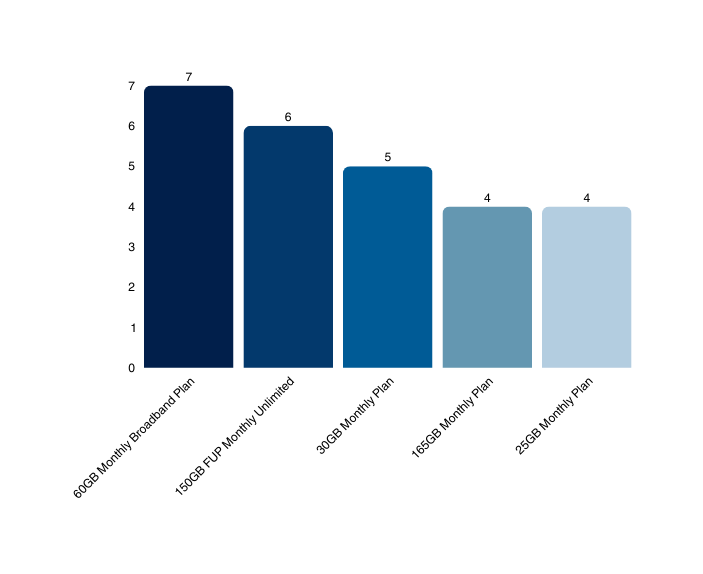 7
6
5
4
4
7
6
5
4
3
2
1
0
60GB Monthly Broadband Plan
150GB FUP Monthly Unlimited
30GB Monthly Plan
165GB Monthly Plan
25GB Monthly Plan